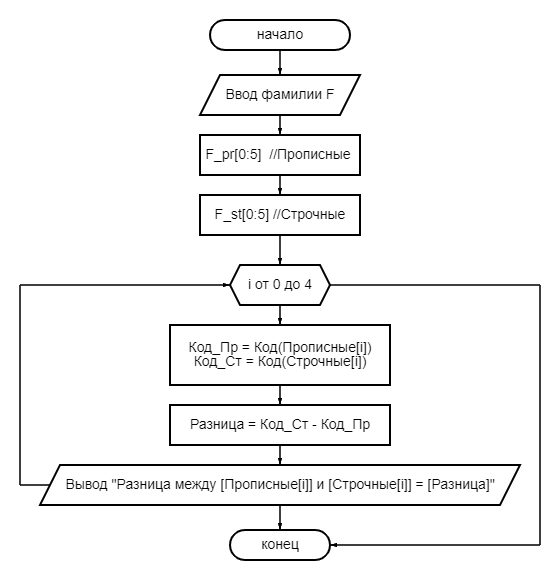 начало
Ввод фамилии F
F_pr[0:5]  //Прописные
F_st[0:5] //Строчные
i от 0 до 4
Код_Пр = Код(Прописные[i])
Код_Ст = Код(Строчные[i])
Разница = Код_Ст - Код_Пр
Вывод "Разница между [Прописные[i]] и [Строчные[i]] = [Разница]"
конец